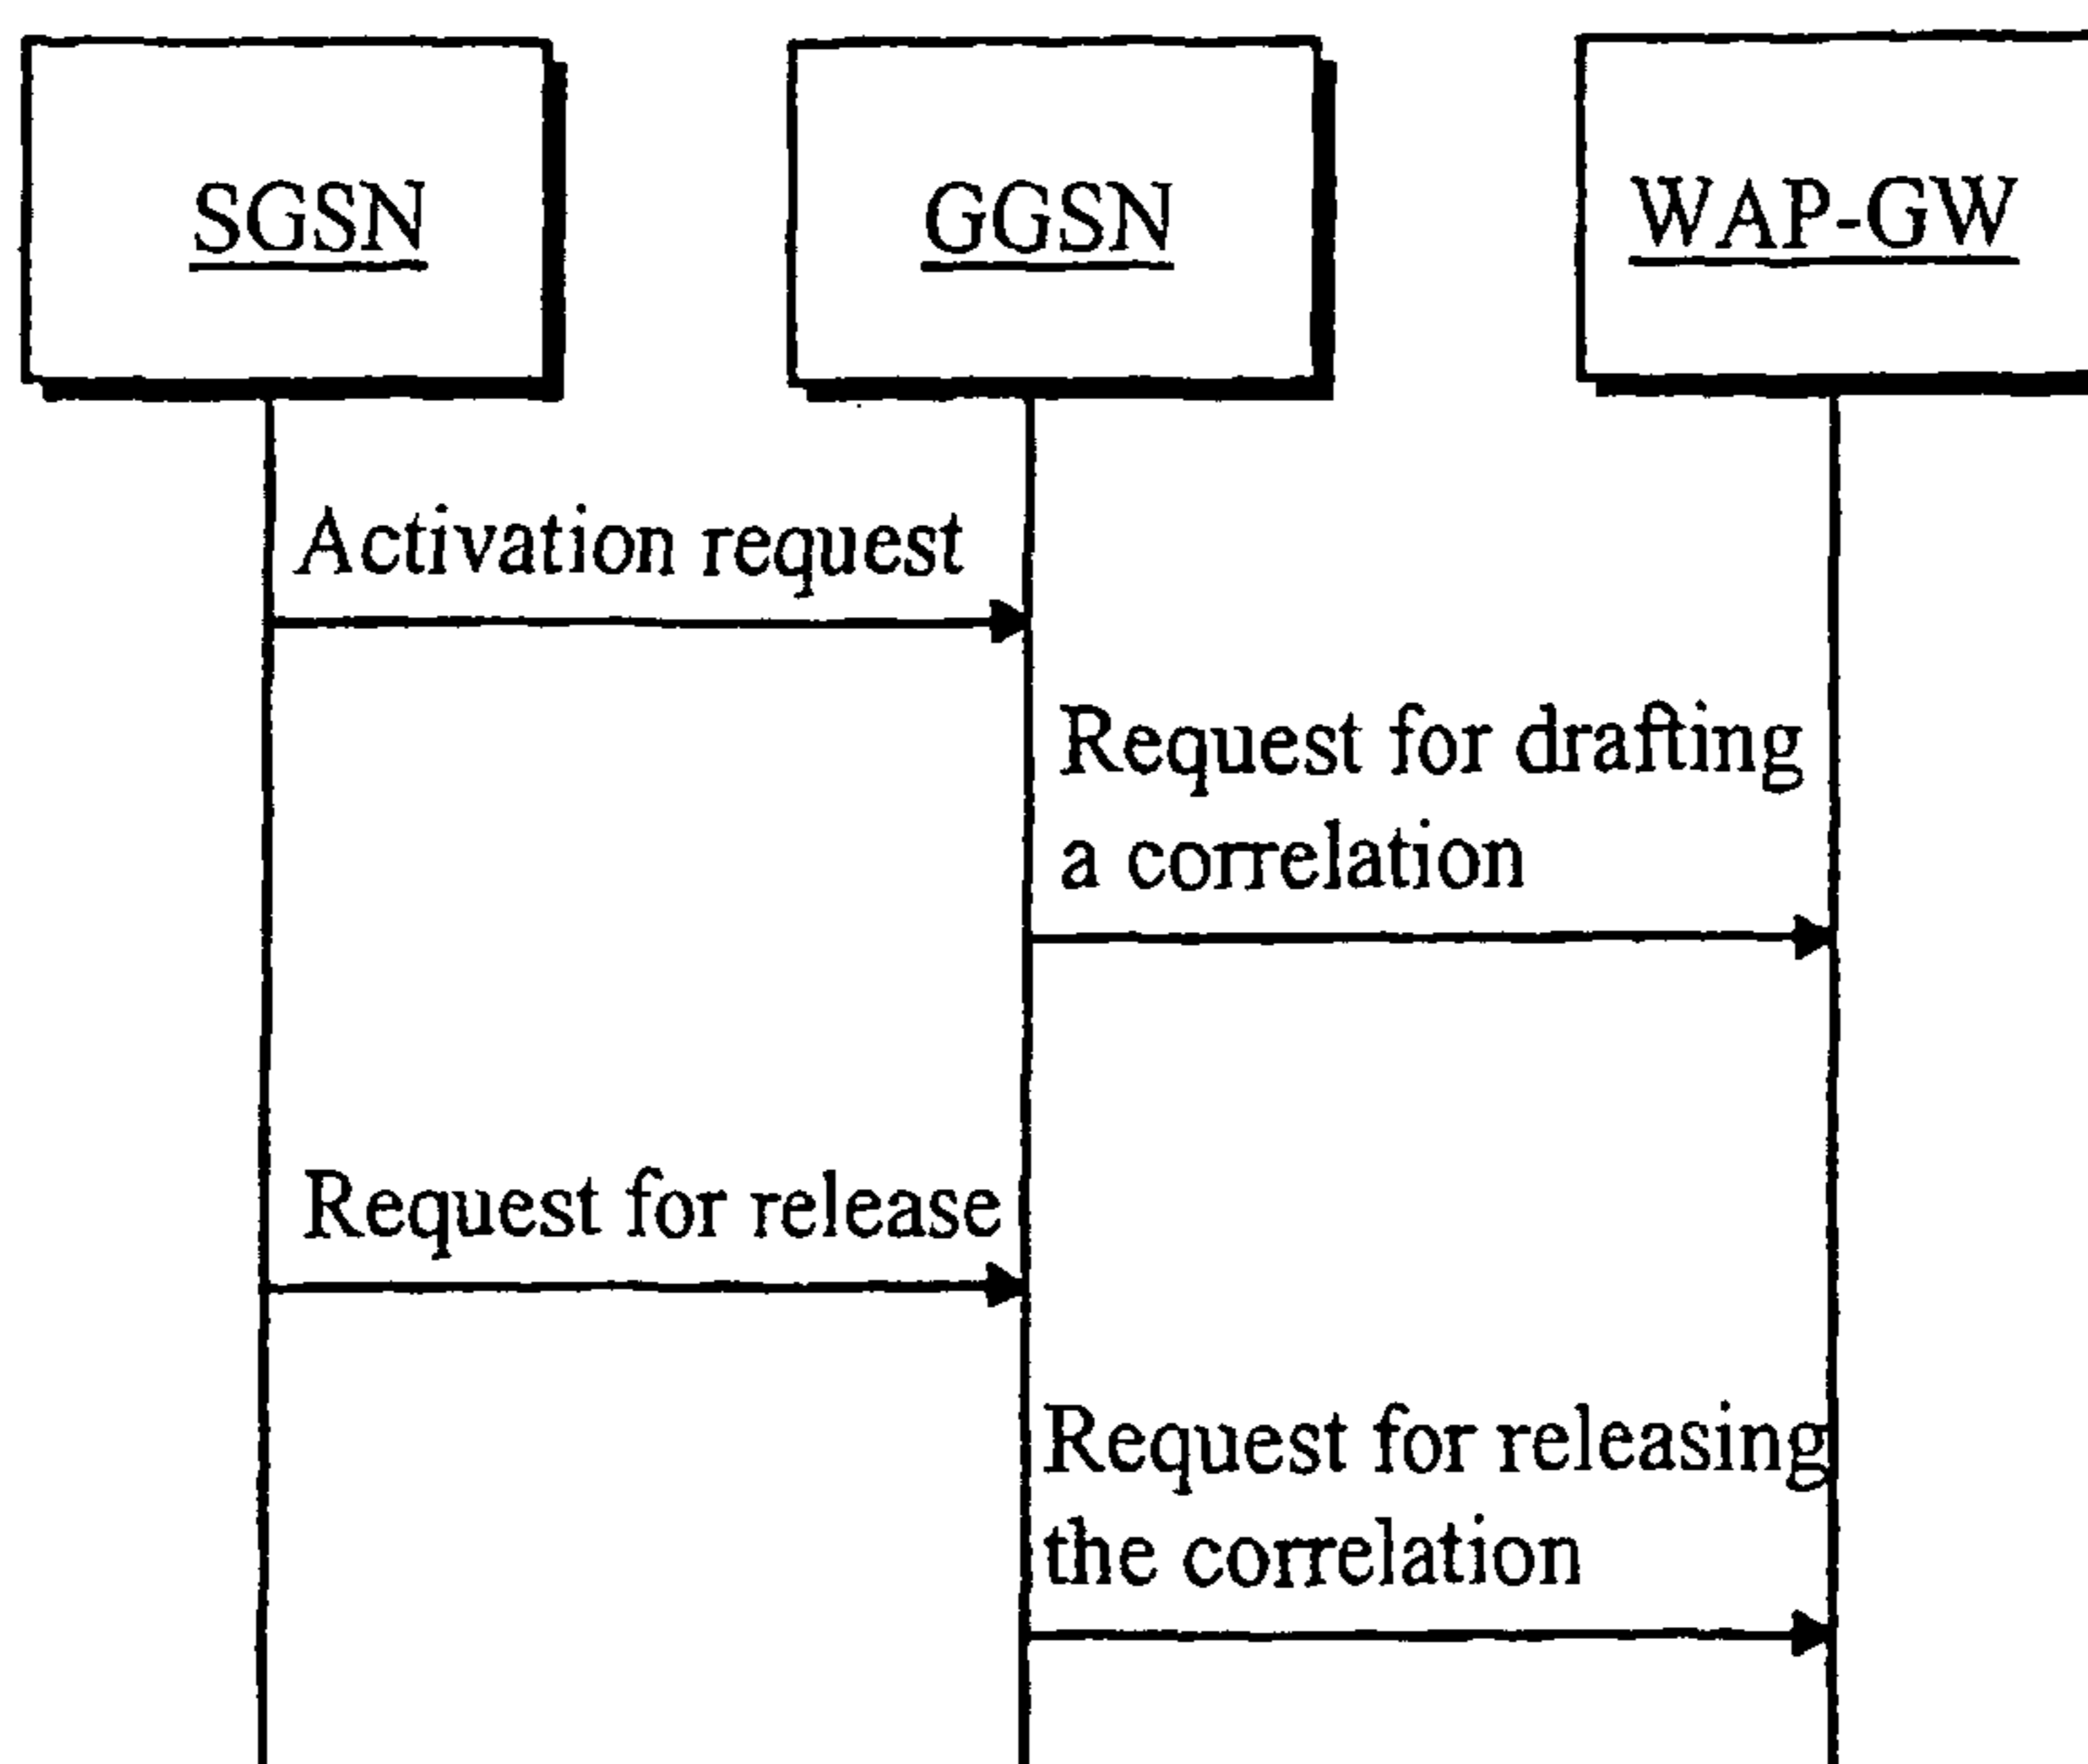 SGSN
GGSN
WAP-GW
Activation request
Request for drafting
a correlation
Request for release
Request for releasing
the correlation